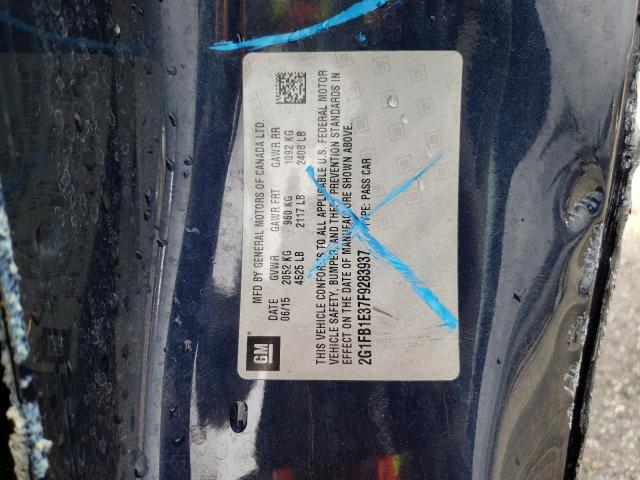 GM
MFD BY GENERAL MOTORS OF CANADA LTD.
DATE GVWR GAWR FRT GAWR RR
06/15 2052 KG 960 KG 1092 KG
4525 LB 2117 LB 2408 LB
THIS VEHICLE CONFORMS TO ALL APPLICABLE U.S. FEDERAL MOTOR
VEHICLE SAFETY, BUMPER, AND THEFT PREVENTION STANDARDS IN
EFFECT ON THE DATE OF MANUFACTURE SHOWN ABOVE.
2G1FB1E37F9283937 TYPE: PASS CAR